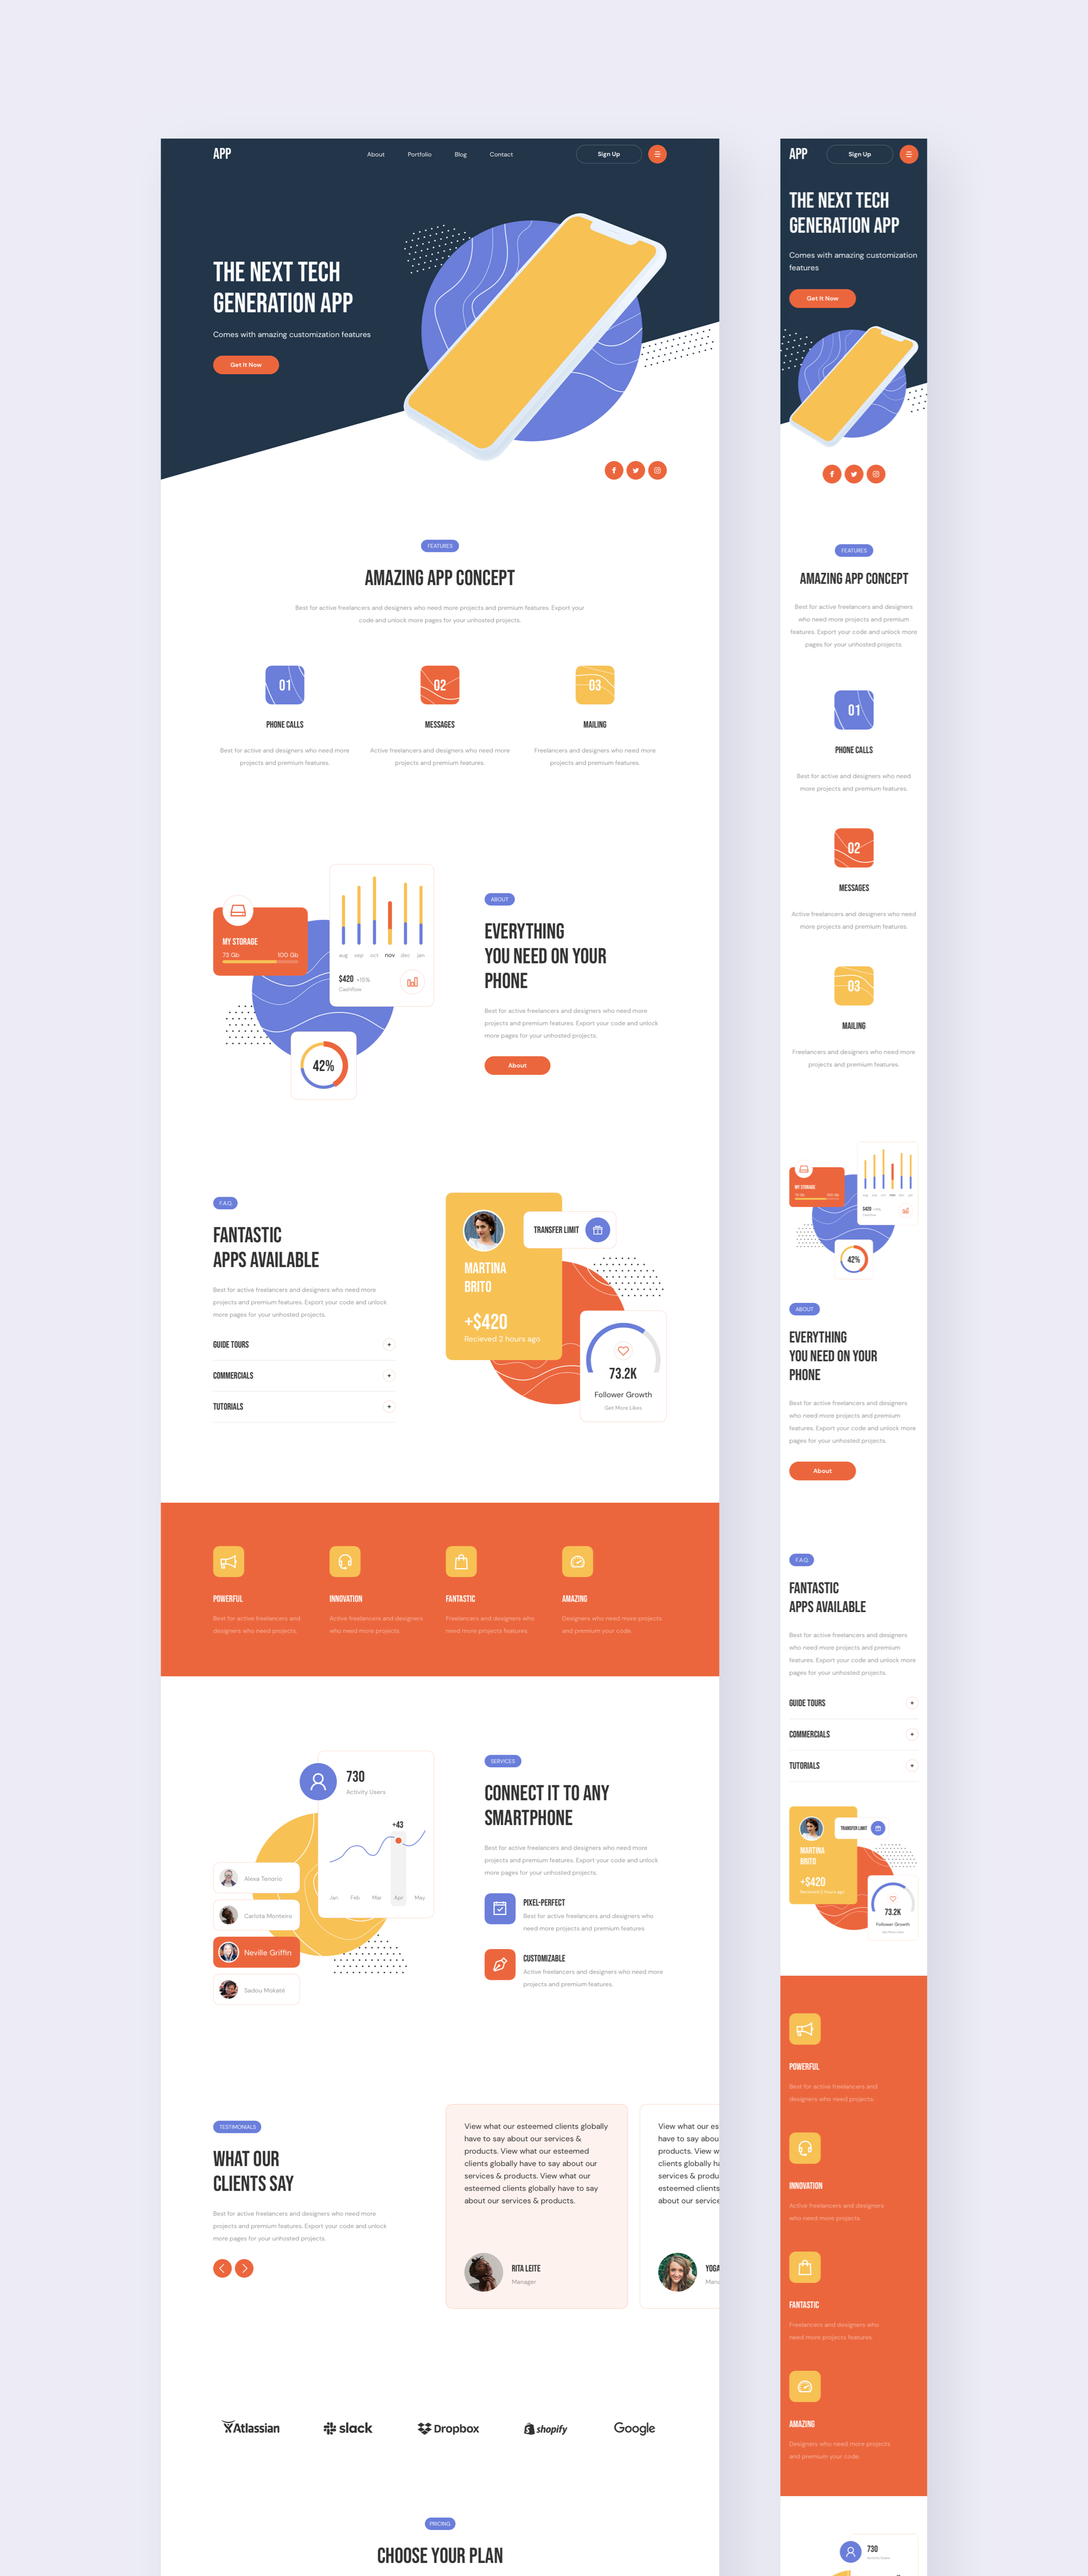 APP
About
Portfolio
Blog
Contact
Sign Up
THE NEXT TECH
GENERATION APP
Comes with amazing customization features
Get It Now
FEATURES
AMAZING APP CONCEPT
Best for active freelancers and designers who need more projects and premium features. Export your
code and unlock more pages for your unhosted projects.
01
PHONE CALLS
Best for active and designers who need more
projects and premium features.
02
MESSAGES
Active freelancers and designers who need more
projects and premium features.
03
MAILING
Freelancers and designers who need more
projects and premium features.
MY STORAGE
73 Gb
100 Gb
aug sep oct nov dec jan
$420 +15%
Cashflow
42%
ABOUT
EVERYTHING
YOU NEED ON YOUR
PHONE
Best for active freelancers and designers who need more
projects and premium features. Export your code and unlock
more pages for your unhosted projects.
About
F.A.Q.
FANTASTIC
APPS AVAILABLE
Best for active freelancers and designers who need more
projects and premium features. Export your code and unlock
more pages for your unhosted projects.
GUIDE TOURS
COMMERCIALS
TUTORIALS
MARTINA
BRITO
+$420
Recieved 2 hours ago
TRANSFER LIMIT
73.2K
Follower Growth
Get More Likes
POWERFUL
Best for active freelancers and
designers who need projects.
INNOVATION
Active freelancers and designers
who need more projects.
FANTASTIC
Freelancers and designers who
need more projects features.
AMAZING
Designers who need more projects
and premium your code.
730
Activity Users
+43
Jan Feb Mar Apr May
Alexa Tenorio
Carlota Monteiro
Neville Griffin
Sadou Mokaté
SERVICES
CONNECT IT TO ANY
SMARTPHONE
Best for active freelancers and designers who need more
projects and premium features. Export your code and unlock
more pages for your unhosted projects.
PIXEL-PERFECT
Best for active freelancers and designers who
need more projects and premium features
CUSTOMIZABLE
Active freelancers and designers who need more
projects and premium features.
TESTIMONIALS
WHAT OUR
CLIENTS SAY
Best for active freelancers and designers who need more
projects and premium features. Export your code and unlock
more pages for your unhosted projects.
View what our esteemed clients globally
have to say about our services &
products. View what our esteemed
clients globally have to say about our
services & products. View what our
esteemed clients globally have to say
about our services & products.
RITA LEITE
Manager
View what our es
have to say abou
products. View w
clients globally ha
services & produ
esteemed clients
about our service
YOGA
Mana
Atlassian
slack
Dropbox
shopify
Google
PRICING
CHOOSE YOUR PLAN
APP
Sign Up
THE NEXT TECH
GENERATION APP
Comes with amazing customization
features
Get It Now
FEATURES
AMAZING APP CONCEPT
Best for active freelancers and designers
who need more projects and premium
features. Export your code and unlock more
pages for your unhosted projects.
01
PHONE CALLS
Best for active and designers who need
more projects and premium features.
02
MESSAGES
Active freelancers and designers who need
more projects and premium features.
03
MAILING
Freelancers and designers who need more
projects and premium features.
MY STORAGE
73 Gb
100 Gb
aug sep oct nov dec jan
$420 +15%
Cashflow
42%
ABOUT
EVERYTHING
YOU NEED ON YOUR
PHONE
Best for active freelancers and designers
who need more projects and premium
features. Export your code and unlock more
pages for your unhosted projects.
About
F.A.Q.
FANTASTIC
APPS AVAILABLE
Best for active freelancers and designers
who need more projects and premium
features. Export your code and unlock more
pages for your unhosted projects.
GUIDE TOURS
COMMERCIALS
TUTORIALS
MARTINA
BRITO
+$420
Recieved 2 hours ago
TRANSFER LIMIT
73.2K
Follower Growth
Get More Likes
POWERFUL
Best for active freelancers and
designers who need projects.
INNOVATION
Active freelancers and designers
who need more projects.
FANTASTIC
Freelancers and designers who
need more projects features.
AMAZING
Designers who need more projects
and premium your code.
730
Activity Users